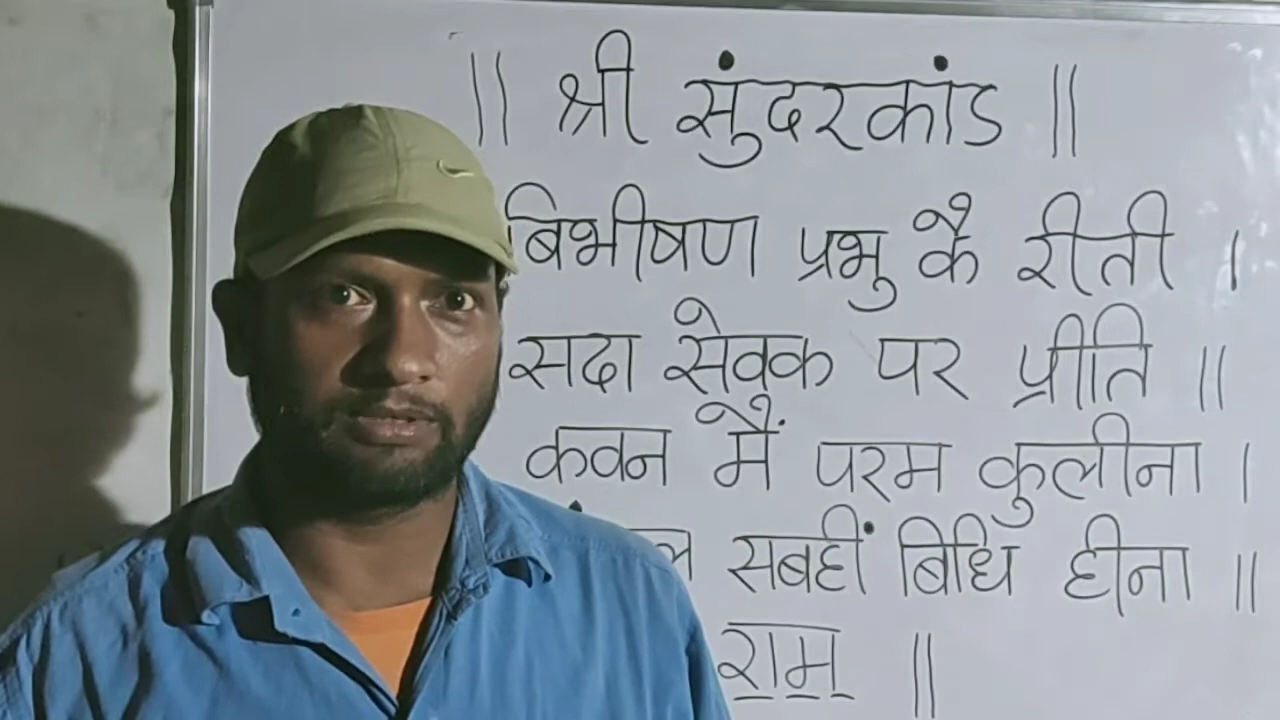 || श्री सुंदरकांड ||
बिभीषण प्रभु कै रीती ।
सदा सेवक पर प्रीति ||
कवन मैं परम कुलीना ।
सबहीं बिधि हीना ||
राम ||